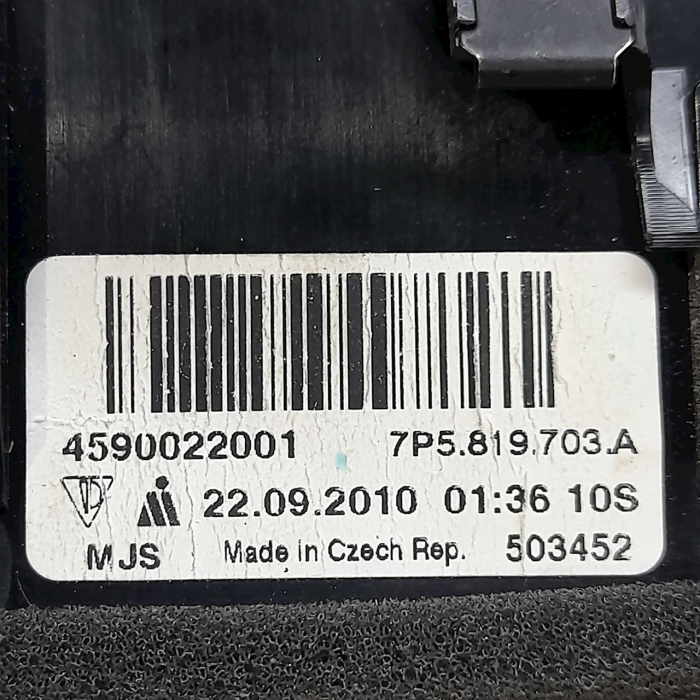 4590022001 7P5.819.703.A
22.09.2010 01:36 10S
MJS Made in Czech Rep. 503452